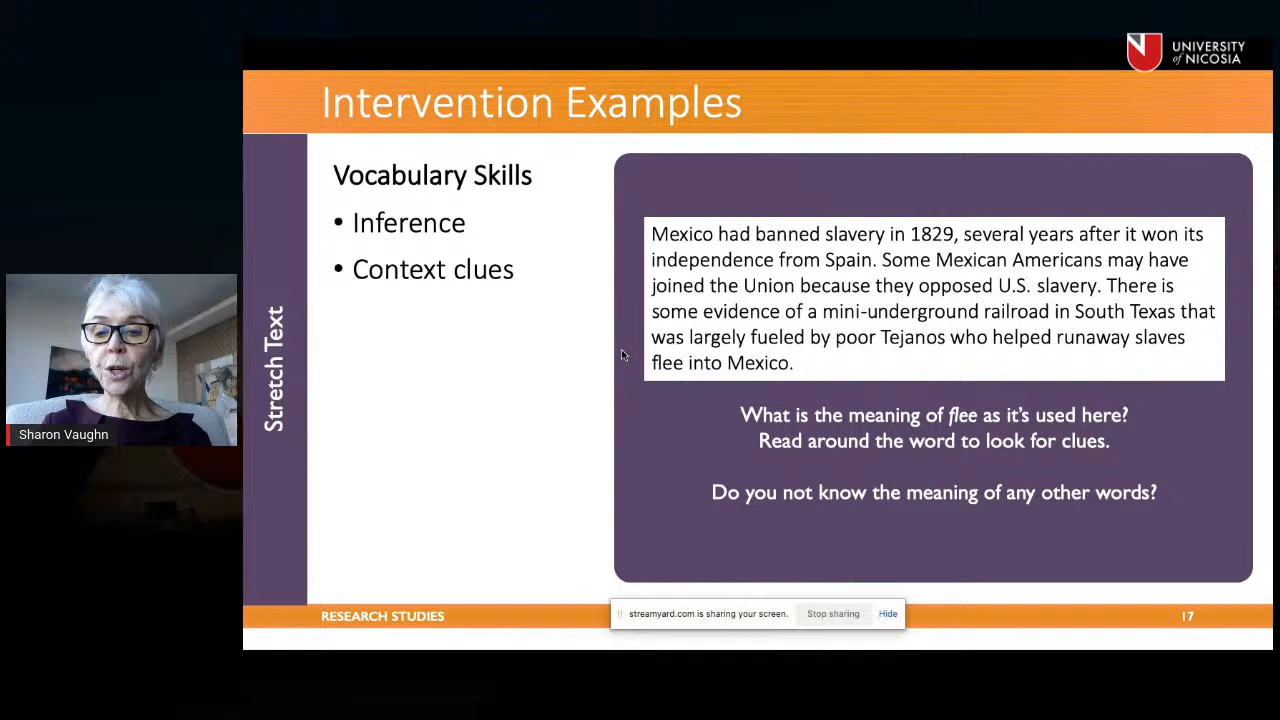 UNIVERSITY
of NICOSIA
Intervention Examples
Stretch Text
Vocabulary Skills
• Inference
• Context clues
Mexico had banned slavery in 1829, several years after it won its
independence from Spain. Some Mexican Americans may have
joined the Union because they opposed U.S. slavery. There is
some evidence of a mini-underground railroad in South Texas that
was largely fueled by poor Tejanos who helped runaway slaves
flee into Mexico.
What is the meaning of flee as it's used here?
Read around the word to look for clues.
Do you not know the meaning of any other words?
Sharon Vaughn
RESEARCH STUDIES
streamyard.com is sharing your screen. Stop sharing Hide
17